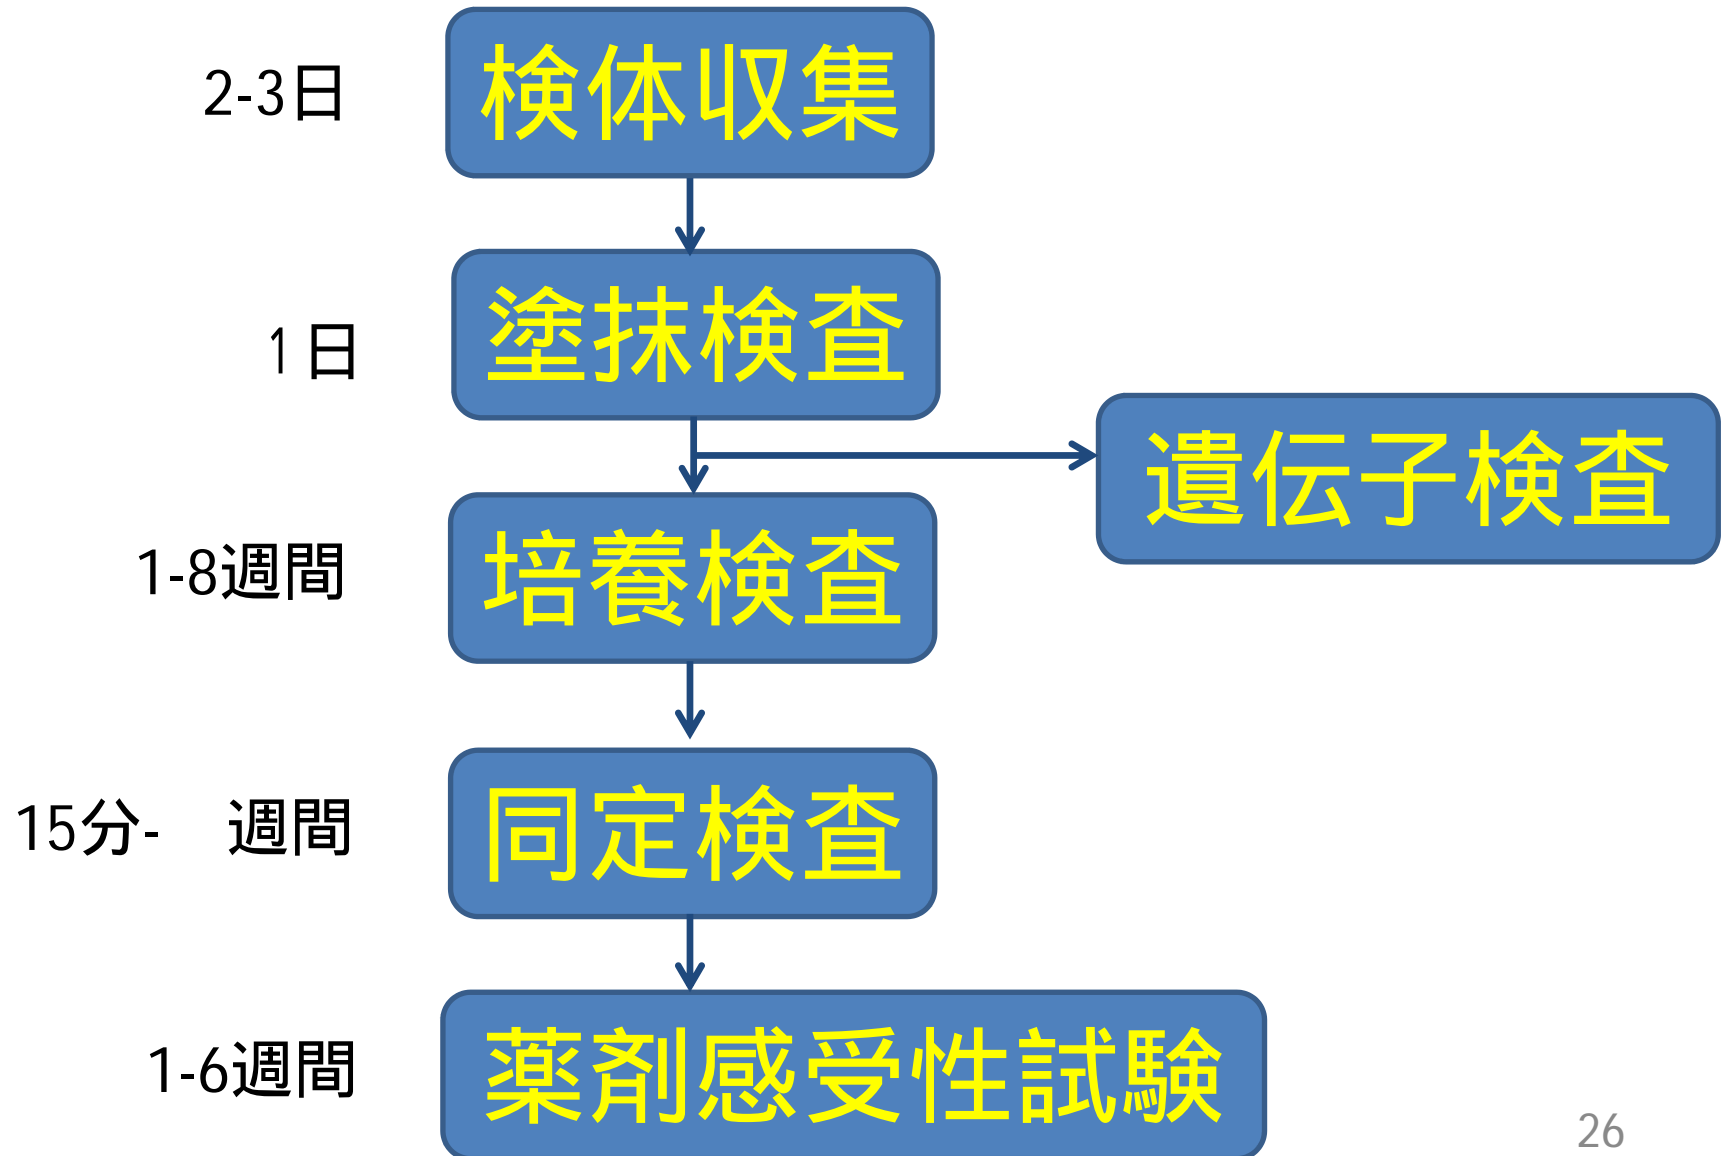 2-3日
検体収集
1日
塗抹検査
遺伝子検査
1-8週間
培養検査
15分-　週間
同定検査
1-6週間
薬剤感受性試験
26